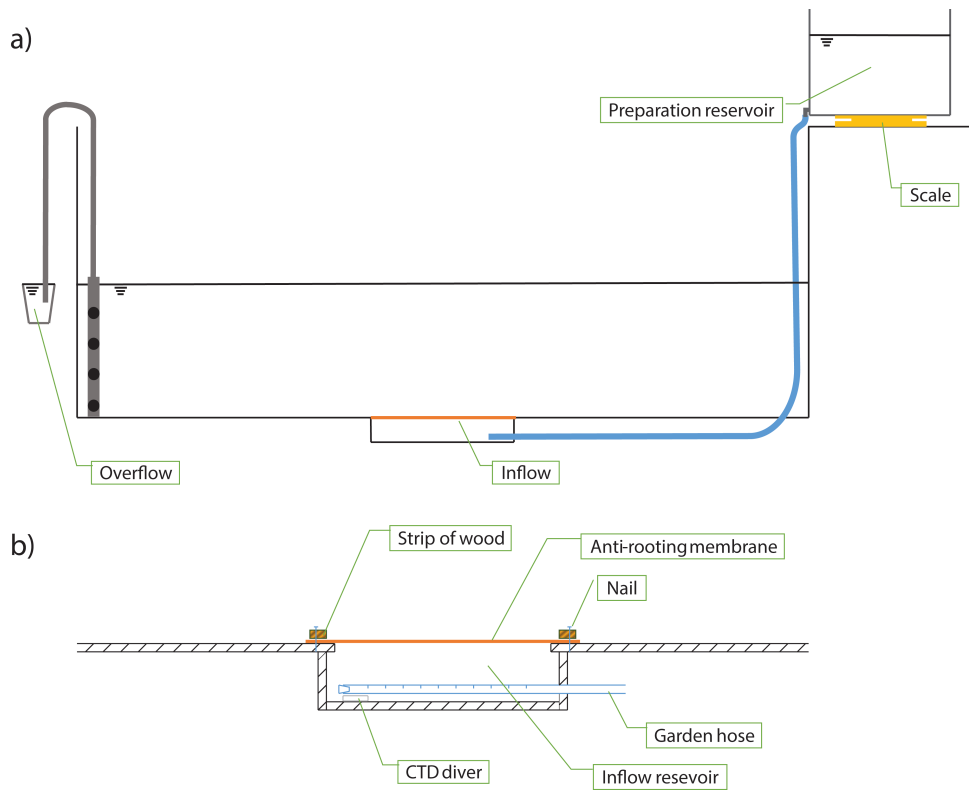 a)
Preparation reservoir
Scale
Overflow
Inflow
b)
Strip of wood
Anti-rooting membrane
Nail
Garden hose
CTD diver
Inflow resevoir